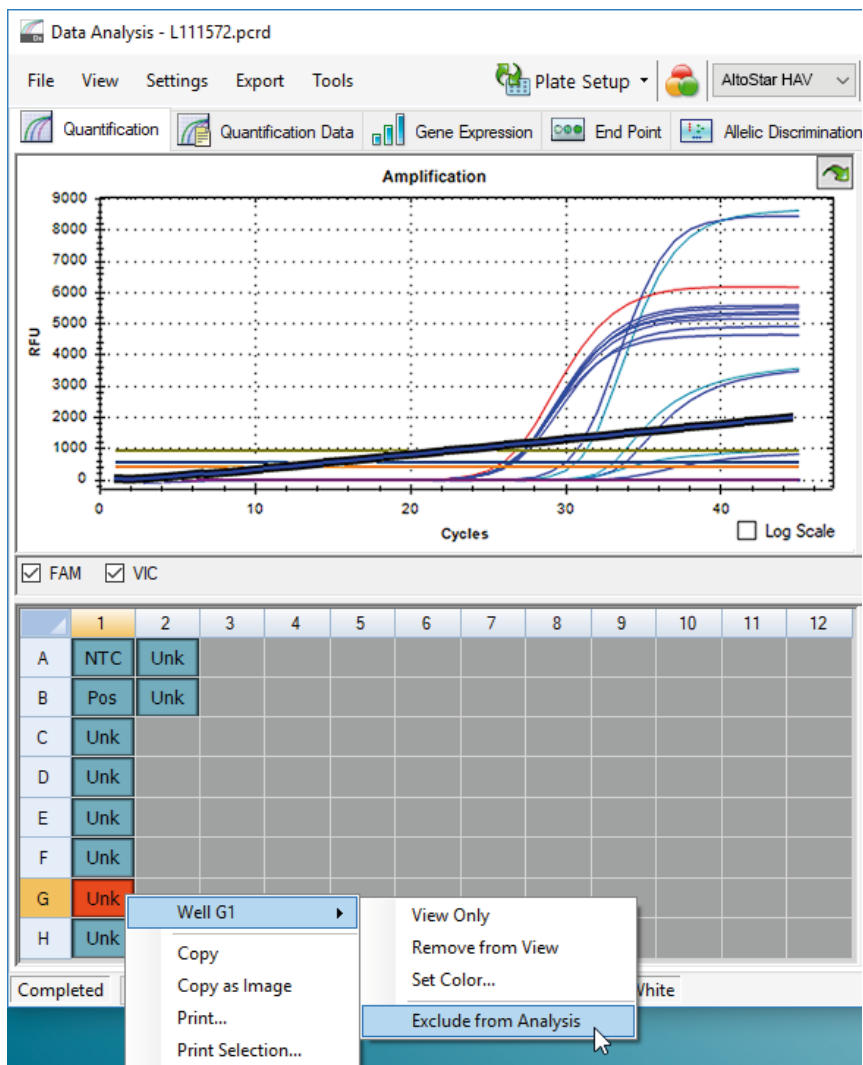 Data Analysis - L111572.pcrd
File View Settings Export Tools Plate Setup AltoStar HAV
Quantification Quantification Data Gene Expression End Point Allelic Discrimination
Amplification
9000
8000
7000
6000
5000
4000
3000
2000
1000
0
RFU
0 10 20 30 40
Cycles
Log Scale
FAM VIC
1 2 3 4 5 6 7 8 9 10 11 12
A NTC Unk
B Pos Unk
C Unk
D Unk
E Unk
F Unk
G Unk
H Unk
Well G1
Copy
Copy as Image
Print...
Print Selection...
View Only
Remove from View
Set Color...
Exclude from Analysis
Completed